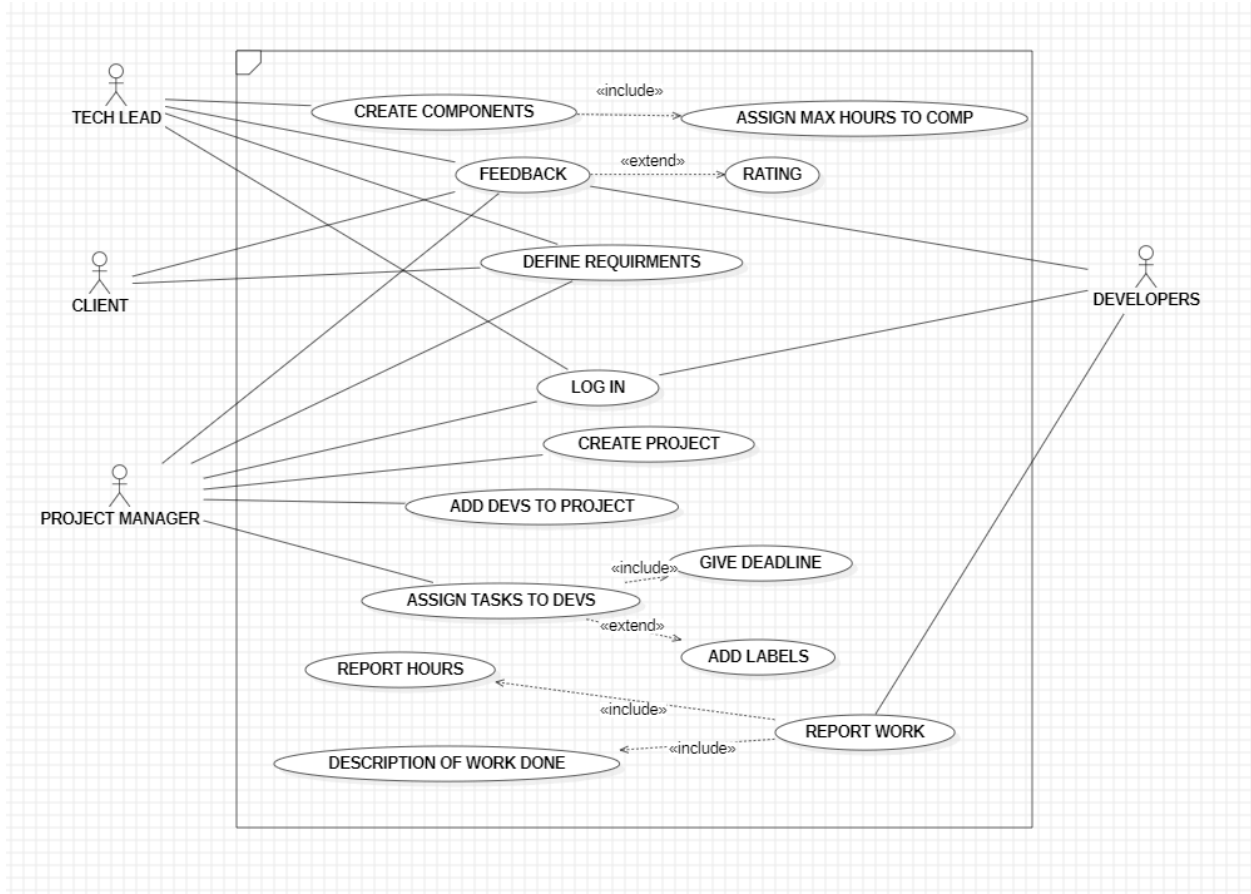 TECH LEAD
CREATE COMPONENTS
«include»
ASSIGN MAX HOURS TO COMP
FEEDBACK
«extend»
RATING
CLIENT
DEFINE REQUIRMENTS
DEVELOPERS
LOG IN
CREATE PROJECT
PROJECT MANAGER
ADD DEVS TO PROJECT
«include»
GIVE DEADLINE
ASSIGN TASKS TO DEVS
«extend»
ADD LABELS
REPORT HOURS
«include»
REPORT WORK
«include»
DESCRIPTION OF WORK DONE